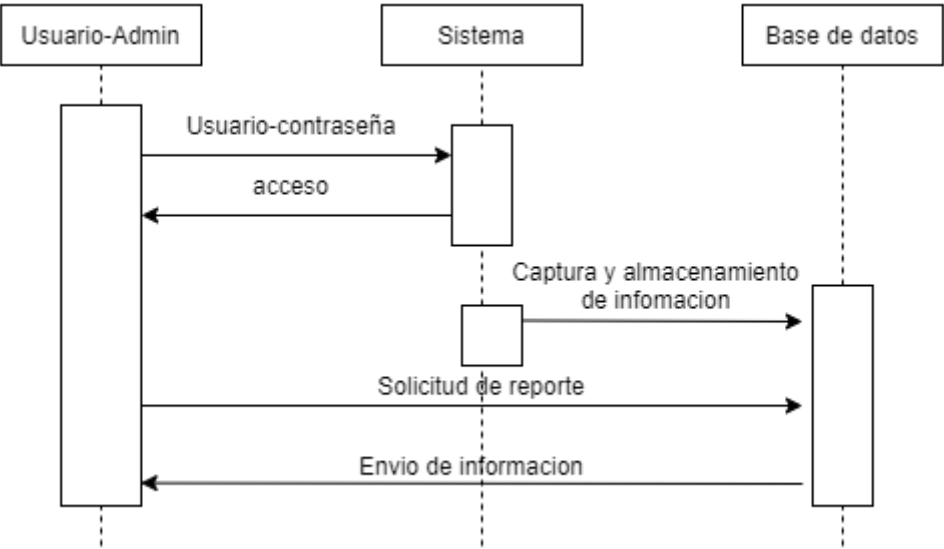 Usuario-Admin
Sistema
Base de datos
Usuario-contraseña
acceso
Captura y almacenamiento
de infomacion
Solicitud de reporte
Envio de informacion